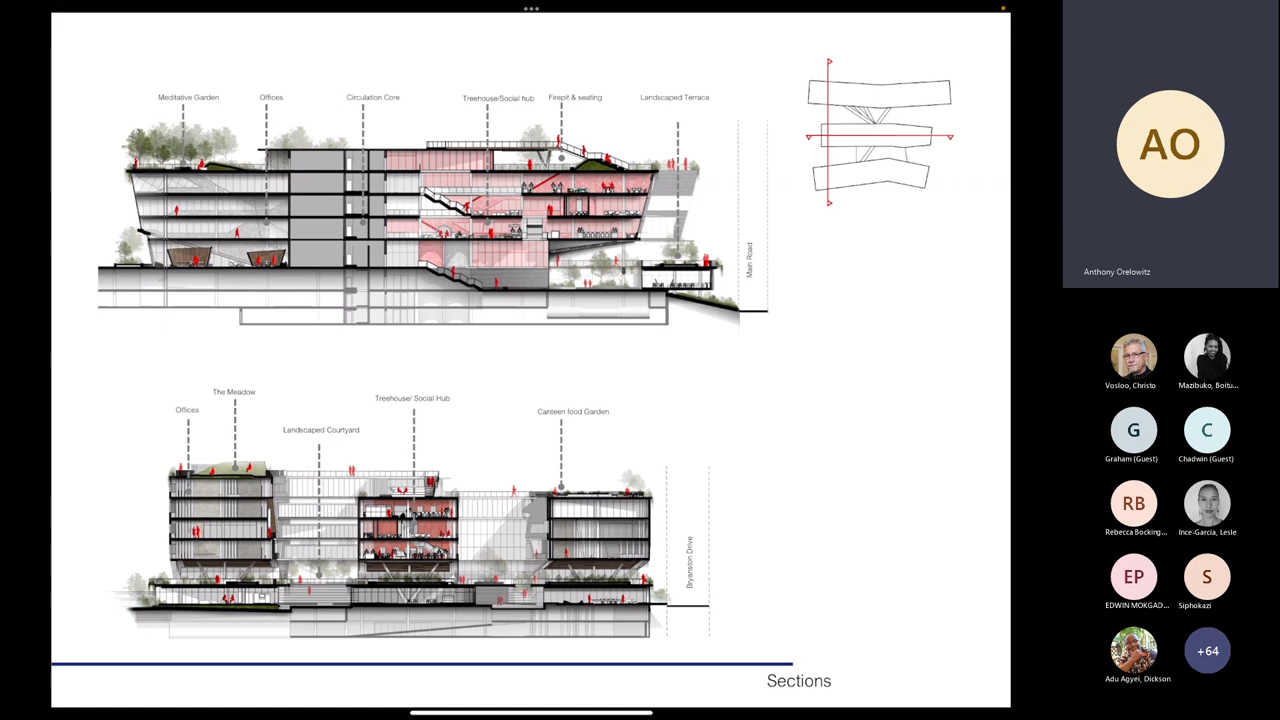 Meditative Garden
Offices
Circulation Core
Treehouse/Social hub
Firepit & seating
Landscaped Terrace
Main Road
The Meadow
Offices
Treehouse/ Social Hub
Landscaped Courtyard
Canteen food Garden
Bryanston Drive
Sections
AO
Anthony Orelowitz
Vosloo, Christo
Mazibuko, Boitu...
G
C
Graham (Guest)
Chadwin (Guest)
RB
Rebecca Bocking...
Ince-Garcia, Lesle
EP
S
EDWIN MOKGAD...
Siphokazi
Adu Agyei, Dickson
+64